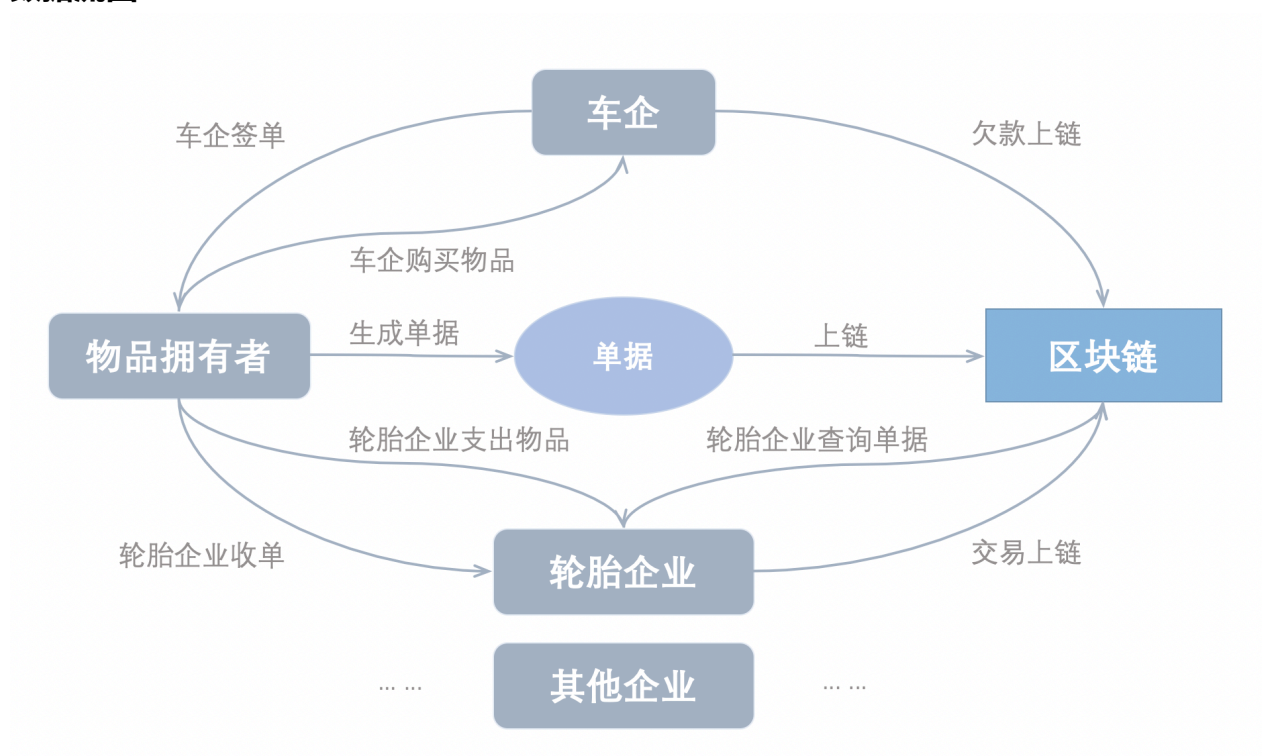 车企
车企签单
欠款上链
车企购买物品
物品拥有者
生成单据
单据
上链
区块链
轮胎企业支出物品
轮胎企业查询单据
轮胎企业收单
轮胎企业
交易上链
... ...
其他企业
... ...